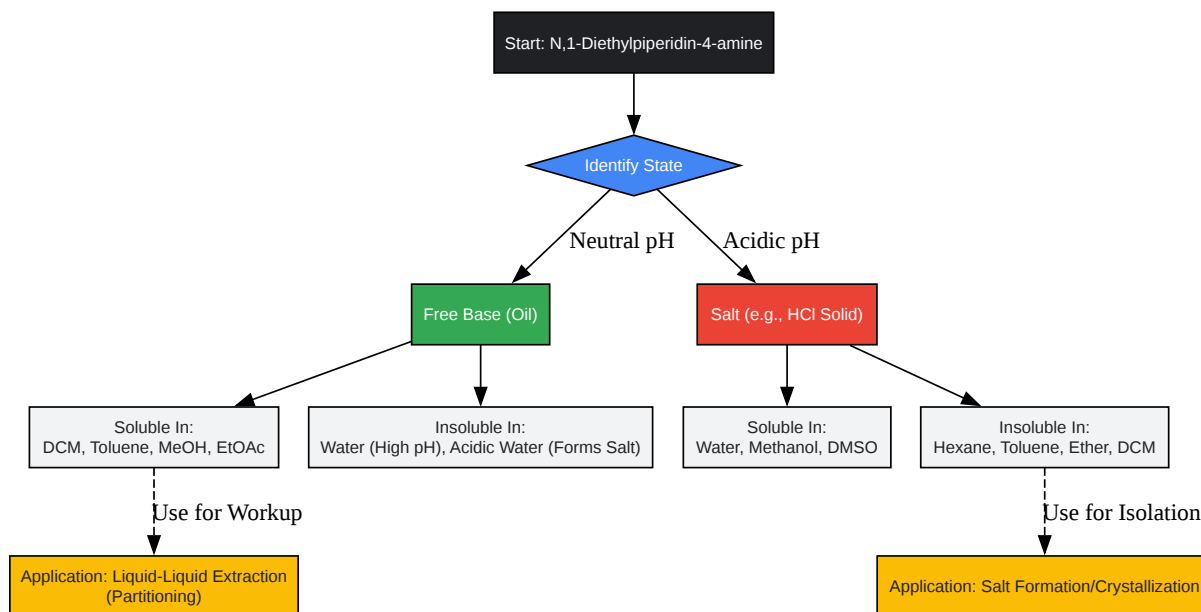 Start: N,1-Diethylpiperidin-4-amine
Identify State
Neutral pH
Acidic pH
Free Base (Oil)
Salt (e.g., HCl Solid)
Soluble In:
DCM, Toluene, MeOH, EtOAc
Insoluble In:
Water (High pH), Acidic Water (Forms Salt)
Soluble In:
Water, Methanol, DMSO
Insoluble In:
Hexane, Toluene, Ether, DCM
Use for Workup
Use for Isolation
Application: Liquid-Liquid Extraction
(Partitioning)
Application: Salt Formation/Crystallization